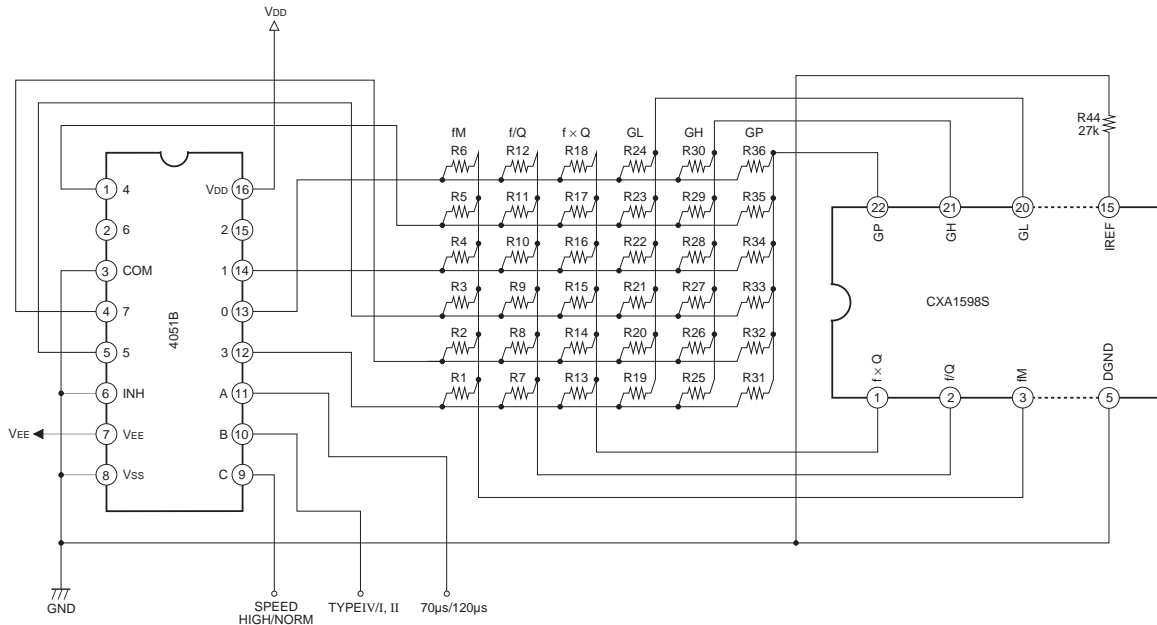 VDD
fM f/Q f × Q GL GH GP
R6 R12 R18 R24 R30 R36
R5 R11 R17 R23 R29 R35
R4 R10 R16 R22 R28 R34
R3 R9 R15 R21 R27 R33
R2 R8 R14 R20 R26 R32
R1 R7 R13 R19 R25 R31
R44
27k
1 4
2 6
3 COM
4 7
5 5
6 INH
VEE 7 VEE
8 VSS
4051B
VDD 16
2 15
1 14
0 13
3 12
A 11
B 10
C 9
22 21 20 15
GP GH GL IREF
CXA1598S
f × Q f/Q fM DGND
1 2 3 5
GND
SPEED
HIGH/NORM
TYPEIV/I, II
70μs/120μs